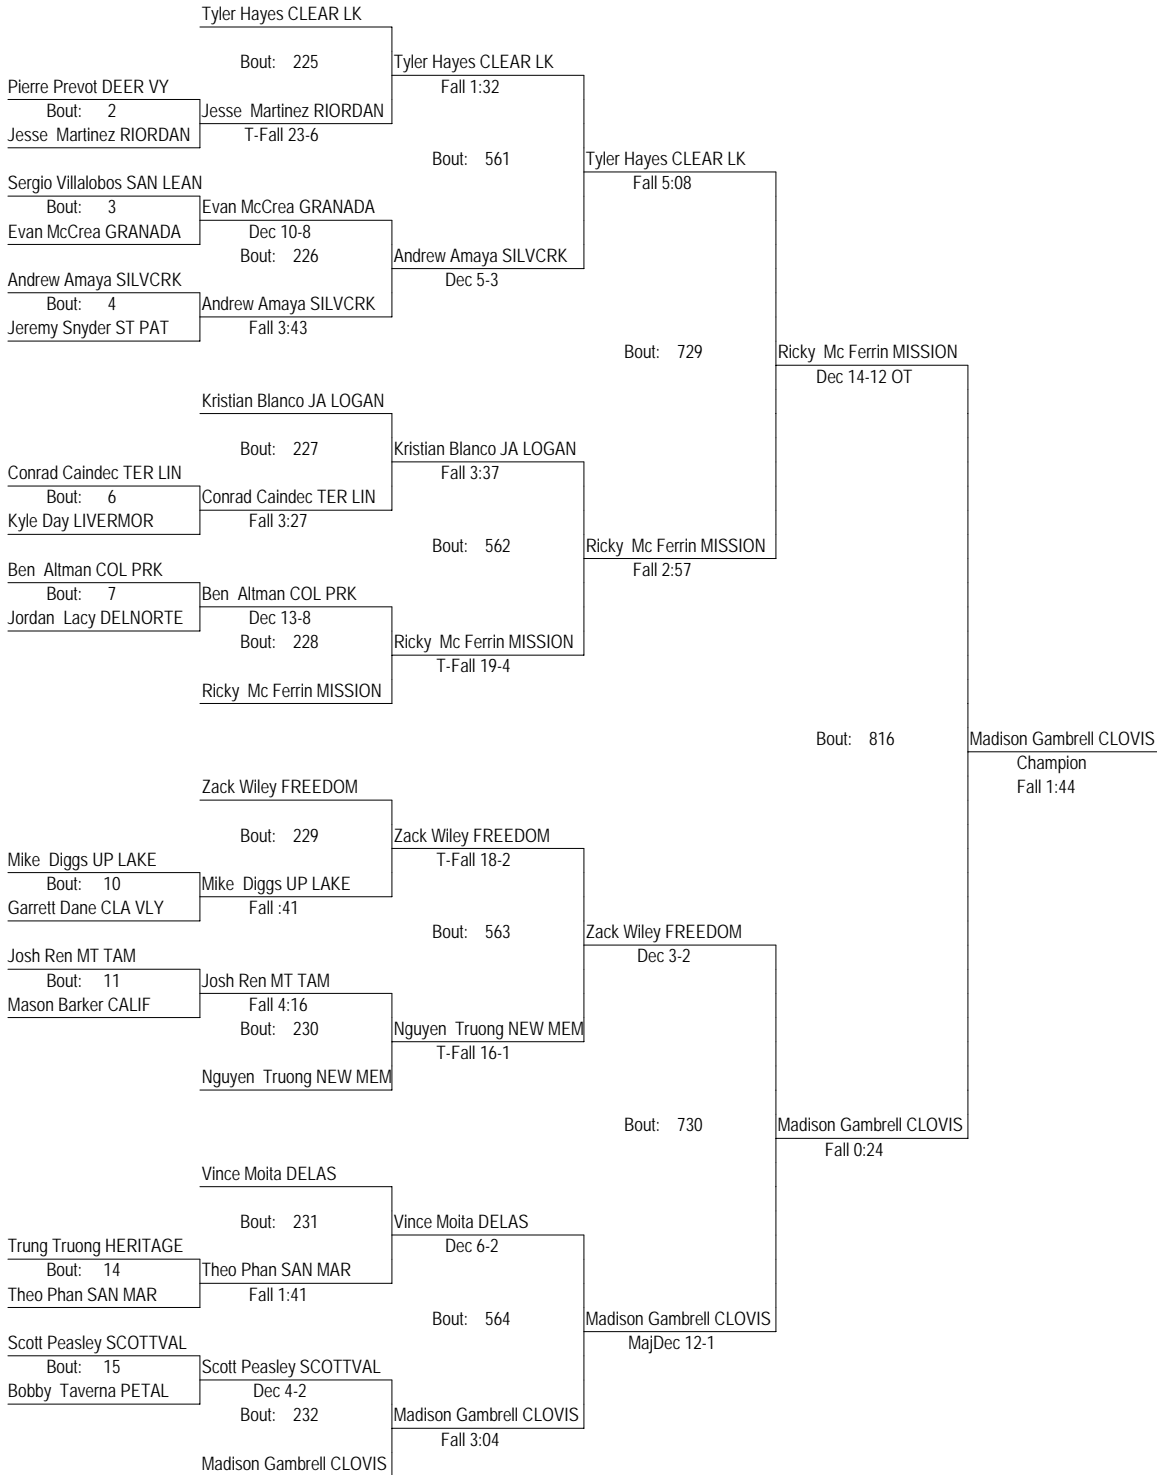 Tyler Hayes CLEAR LK
Bout: 225 Tyler Hayes CLEAR LK
Pierre Prevot DEER VY Fall 1:32
Bout: 2 Jesse Martinez RIORDAN
Jesse Martinez RIORDAN T-Fall 23-6
Bout: 561 Tyler Hayes CLEAR LK
Sergio Villalobos SAN LEAN Fall 5:08
Bout: 3 Evan McCrea GRANADA
Evan McCrea GRANADA Dec 10-8
Bout: 226 Andrew Amaya SILVCRK
Andrew Amaya SILVCRK Dec 5-3
Bout: 4 Andrew Amaya SILVCRK
Jeremy Snyder ST PAT Fall 3:43
Bout: 729 Ricky Mc Ferrin MISSION
Dec 14-12 OT
Kristian Blanco JA LOGAN
Bout: 227 Kristian Blanco JA LOGAN
Conrad Caindec TER LIN Fall 3:37
Bout: 6 Conrad Caindec TER LIN
Kyle Day LIVERMOR Fall 3:27
Bout: 562 Ricky Mc Ferrin MISSION
Ben Altman COL PRK Fall 2:57
Bout: 7 Ben Altman COL PRK
Jordan Lacy DELNORTE Dec 13-8
Bout: 228 Ricky Mc Ferrin MISSION
T-Fall 19-4
Ricky Mc Ferrin MISSION
Bout: 816 Madison Gambrell CLOVIS
Champion
Zack Wiley FREEDOM Fall 1:44
Bout: 229 Zack Wiley FREEDOM
Mike Diggs UP LAKE T-Fall 18-2
Bout: 10 Mike Diggs UP LAKE
Garrett Dane CLA VLY Fall :41
Bout: 563 Zack Wiley FREEDOM
Josh Ren MT TAM Dec 3-2
Bout: 11 Josh Ren MT TAM
Mason Barker CALIF Fall 4:16
Bout: 230 Nguyen Truong NEW MEM
T-Fall 16-1
Nguyen Truong NEW MEM
Bout: 730 Madison Gambrell CLOVIS
Fall 0:24
Vince Moita DELAS
Bout: 231 Vince Moita DELAS
Trung Truong HERITAGE Dec 6-2
Bout: 14 Theo Phan SAN MAR
Theo Phan SAN MAR Fall 1:41
Bout: 564 Madison Gambrell CLOVIS
Scott Peasley SCOTTVAL MajDec 12-1
Bout: 15 Scott Peasley SCOTTVAL
Bobby Taverna PETAL Dec 4-2
Bout: 232 Madison Gambrell CLOVIS
Fall 3:04
Madison Gambrell CLOVIS